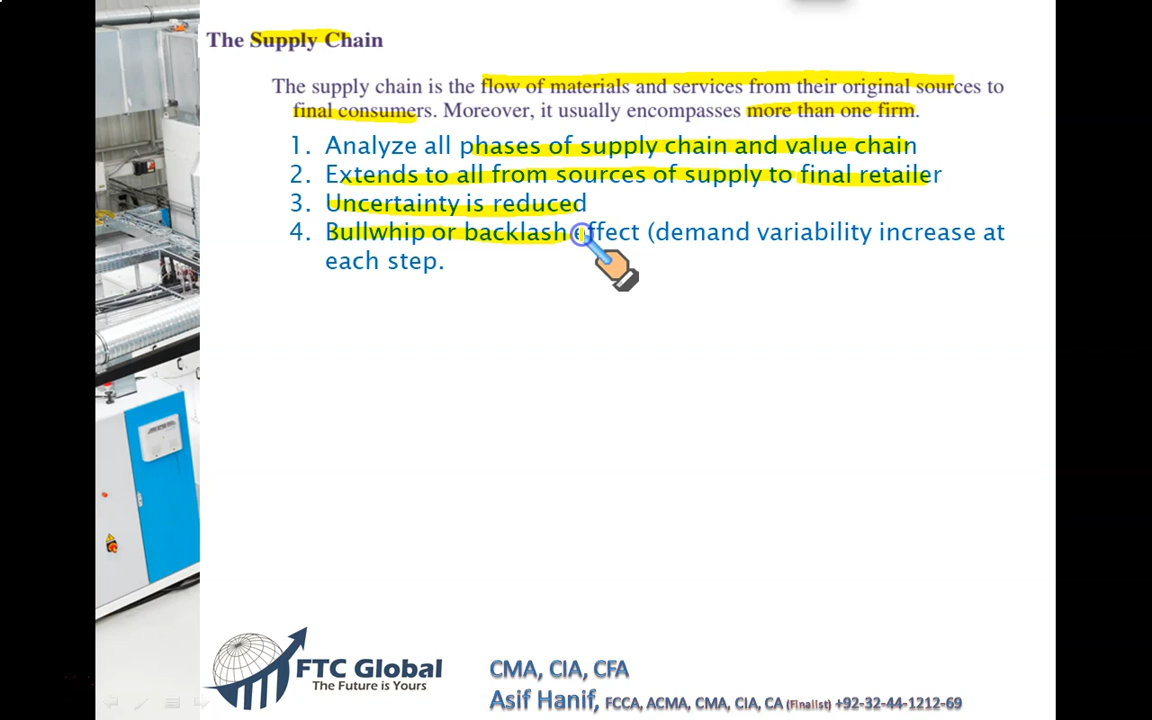 The Supply Chain
The supply chain is the flow of materials and services from their original sources to
final consumers. Moreover, it usually encompasses more than one firm.
1. Analyze all phases of supply chain and value chain
2. Extends to all from sources of supply to final retailer
3. Uncertainty is reduced
4. Bullwhip or backlash effect (demand variability increase at
each step.
FTC Global
The Future is Yours
CMA, CIA, CFA
Asif Hanif, FCCA, ACMA, CMA, CIA, CA (Finalist) +92-32-44-1212-69